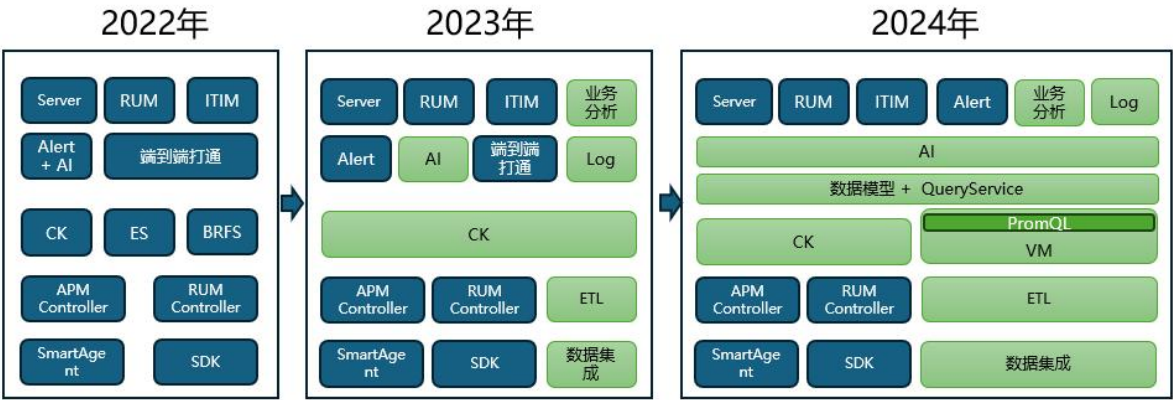 2022年
Server
RUM
ITIM
Alert
+ AI
端到端打通
CK
ES
BRFS
APM
Controller
RUM
Controller
SmartAge
nt
SDK
2023年
Server
RUM
ITIM
业务
分析
Alert
AI
端到端
打通
Log
CK
APM
Controller
RUM
Controller
ETL
SmartAge
nt
SDK
数据集
成
2024年
Server
RUM
ITIM
Alert
业务
分析
Log
AI
数据模型 + QueryService
CK
PromQL
VM
APM
Controller
RUM
Controller
ETL
SmartAge
nt
SDK
数据集成